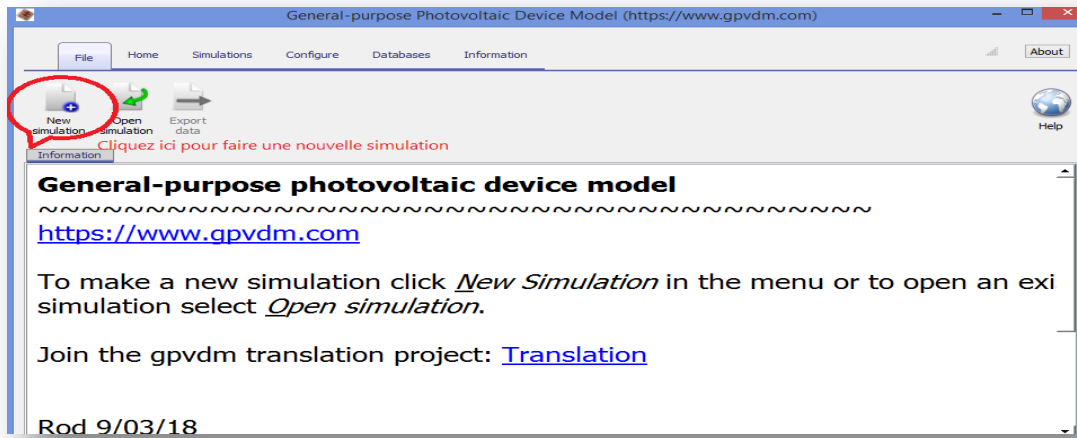 General-purpose Photovoltaic Device Model (https://www.gpvdm.com)
File Home Simulations Configure Databases Information About
New simulation
Open simulation
Export data
Help
Cliquez ici pour faire une nouvelle simulation
Information
General-purpose photovoltaic device model
~~~~~~~~~~~~~~~~~~~~~~~~~~~~~~~~~~~~~~~
https://www.gpvdm.com
To make a new simulation click New Simulation in the menu or to open an exi
simulation select Open simulation.
Join the gpvdm translation project: Translation
Rod 9/03/18